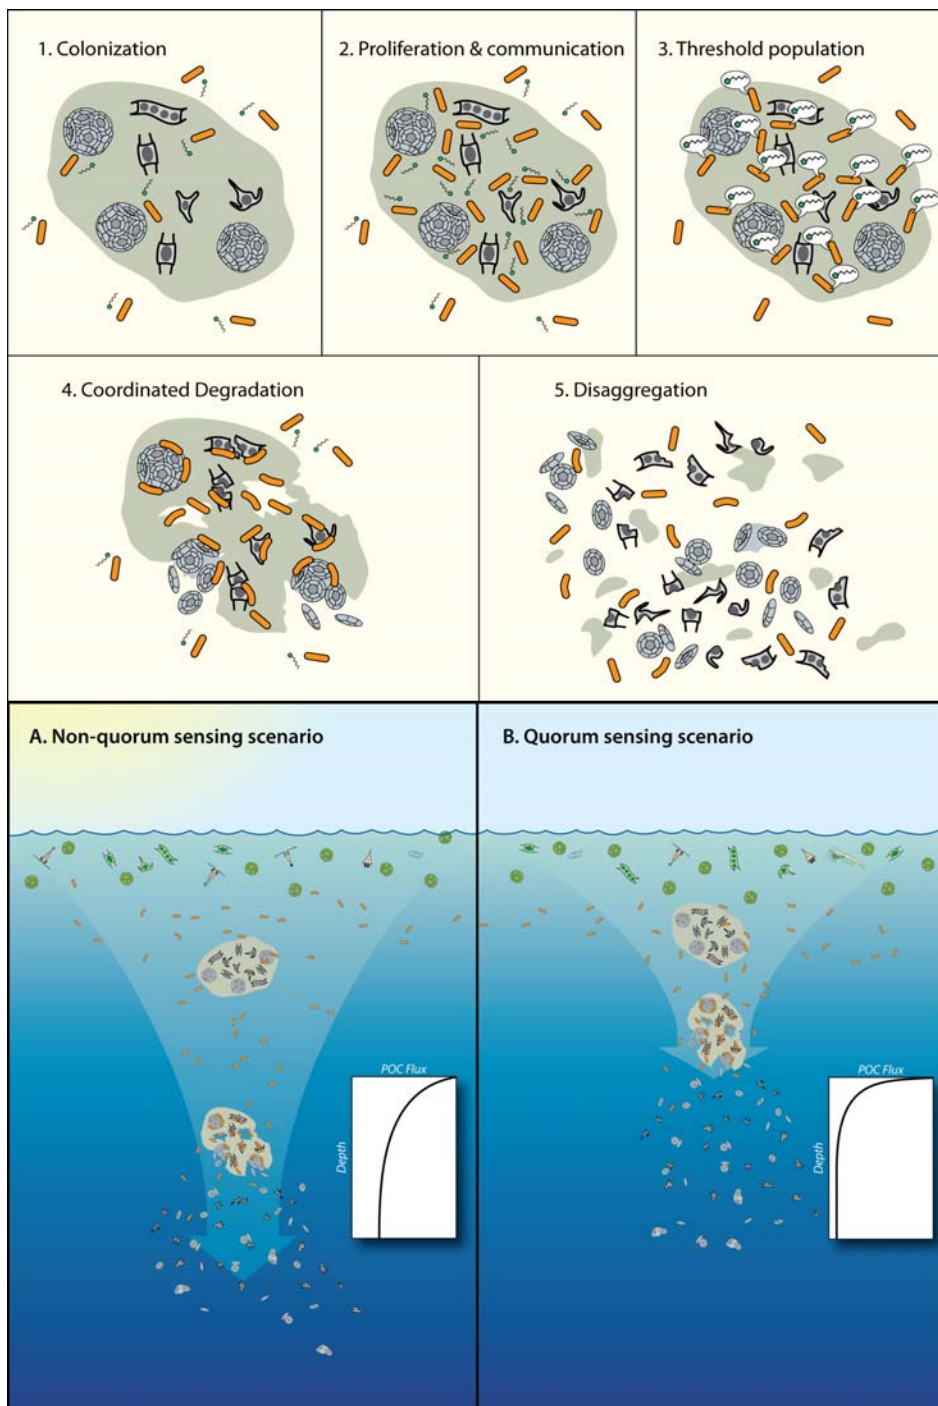 1. Colonization
2. Proliferation & communication
3. Threshold population
4. Coordinated Degradation
5. Disaggregation
A. Non-quorum sensing scenario
B. Quorum sensing scenario
POC Flux
Depth
POC Flux
Depth